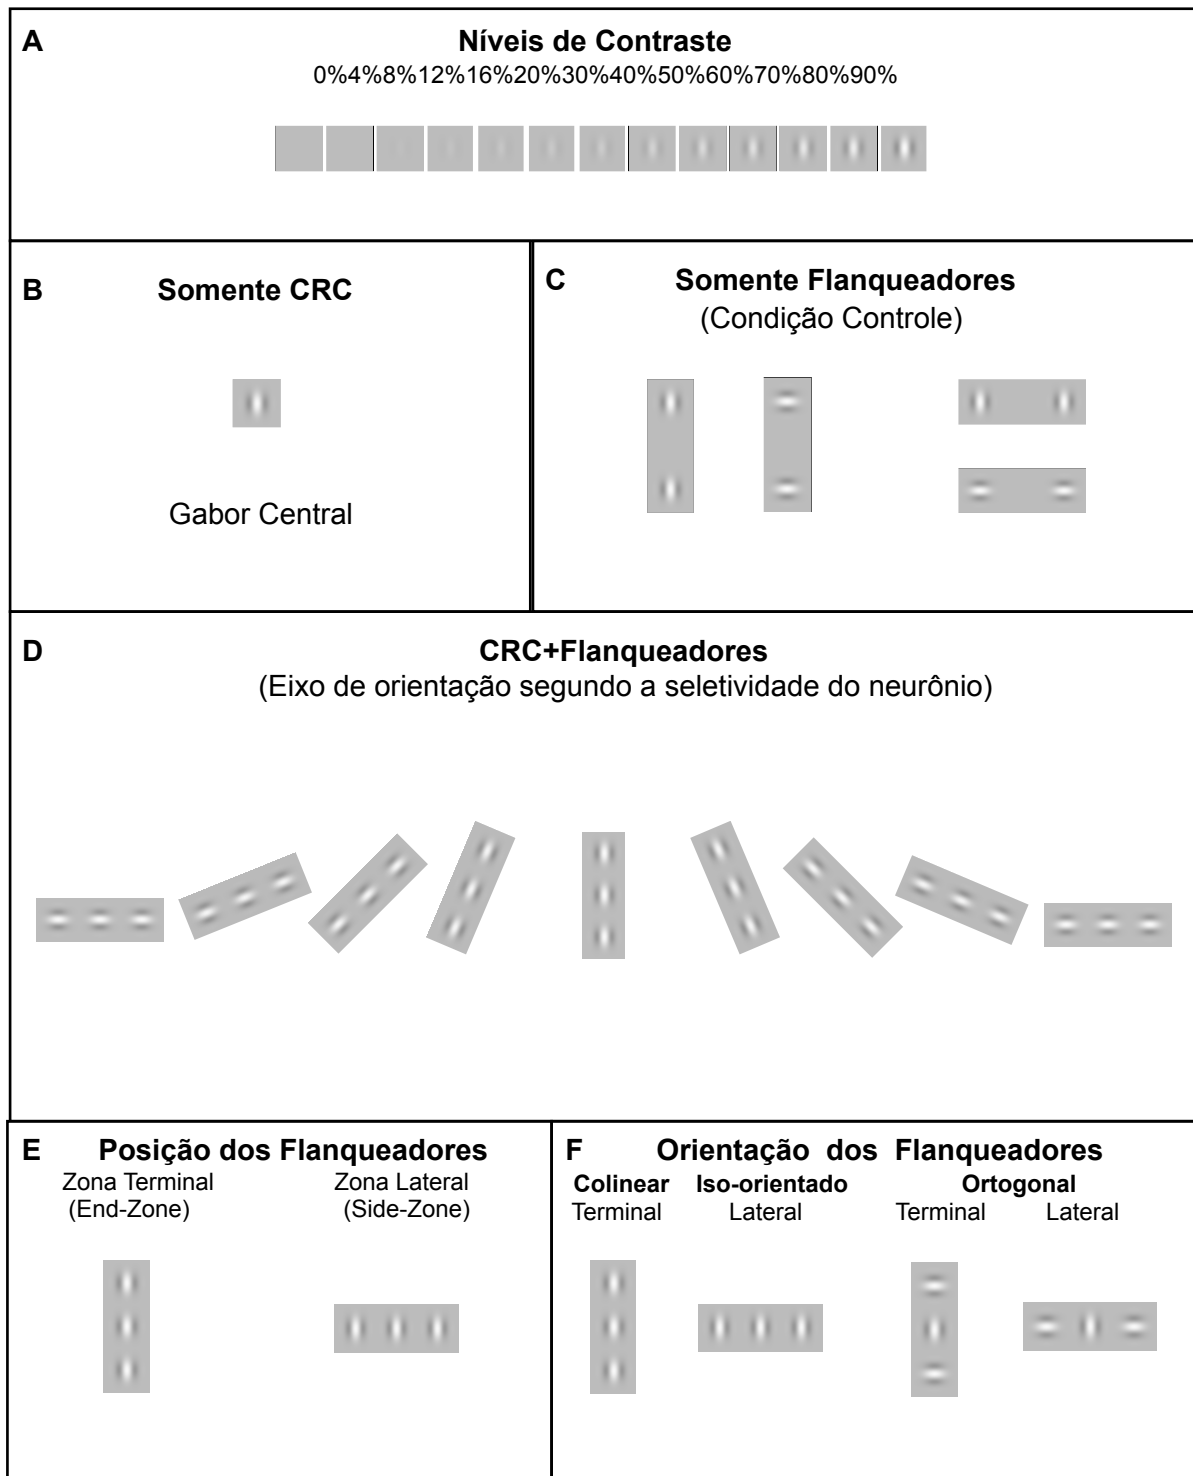 A
Níveis de Contraste
0%4%8%12%16%20%30%40%50%60%70%80%90%
B
Somente CRC
Gabor Central
C
Somente Flanqueadores
(Condição Controle)
D
CRC+Flanqueadores
(Eixo de orientação segundo a seletividade do neurônio)
E
Posição dos Flanqueadores
Zona Terminal
(End-Zone)
Zona Lateral
(Side-Zone)
F
Orientação dos Flanqueadores
Colinear
Terminal
Iso-orientado
Lateral
Ortogonal
Terminal
Lateral